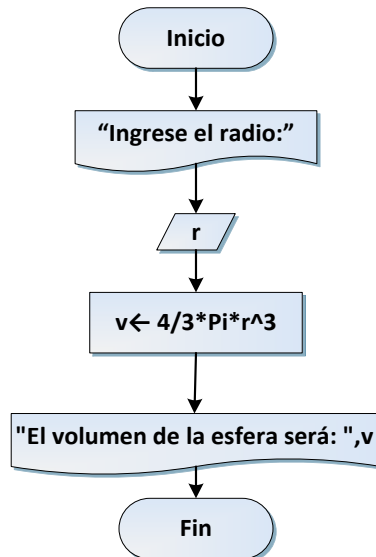 Inicio
“Ingrese el radio:”
r
v← 4/3*Pi*r^3
"El volumen de la esfera será: ",v
Fin